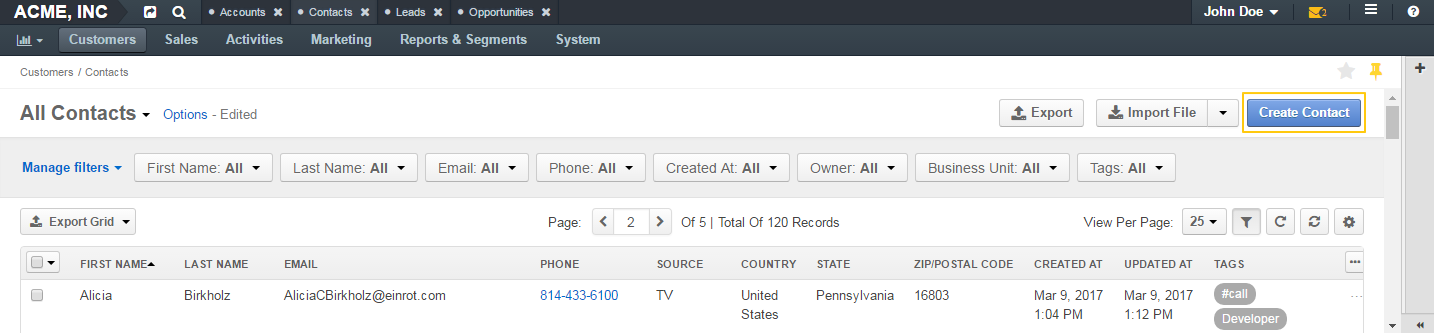 ACME, INC Accounts Contacts Leads Opportunities John Doe 2
Customers Sales Activities Marketing Reports & Segments System
Customers / Contacts
All Contacts Options - Edited Export Import File Create Contact
Manage filters First Name: All Last Name: All Email: All Phone: All Created At: All Owner: All Business Unit: All Tags: All
Export Grid Page: 2 Of 5 | Total Of 120 Records View Per Page: 25
FIRST NAME LAST NAME EMAIL PHONE SOURCE COUNTRY STATE ZIP/POSTAL CODE CREATED AT UPDATED AT TAGS
Alicia Birkholz AliciaCBirkholz@einrot.com 814-433-6100 TV United Pennsylvania 16803 Mar 9, 2017 Mar 9, 2017 #call
States 1:04 PM 1:12 PM Developer